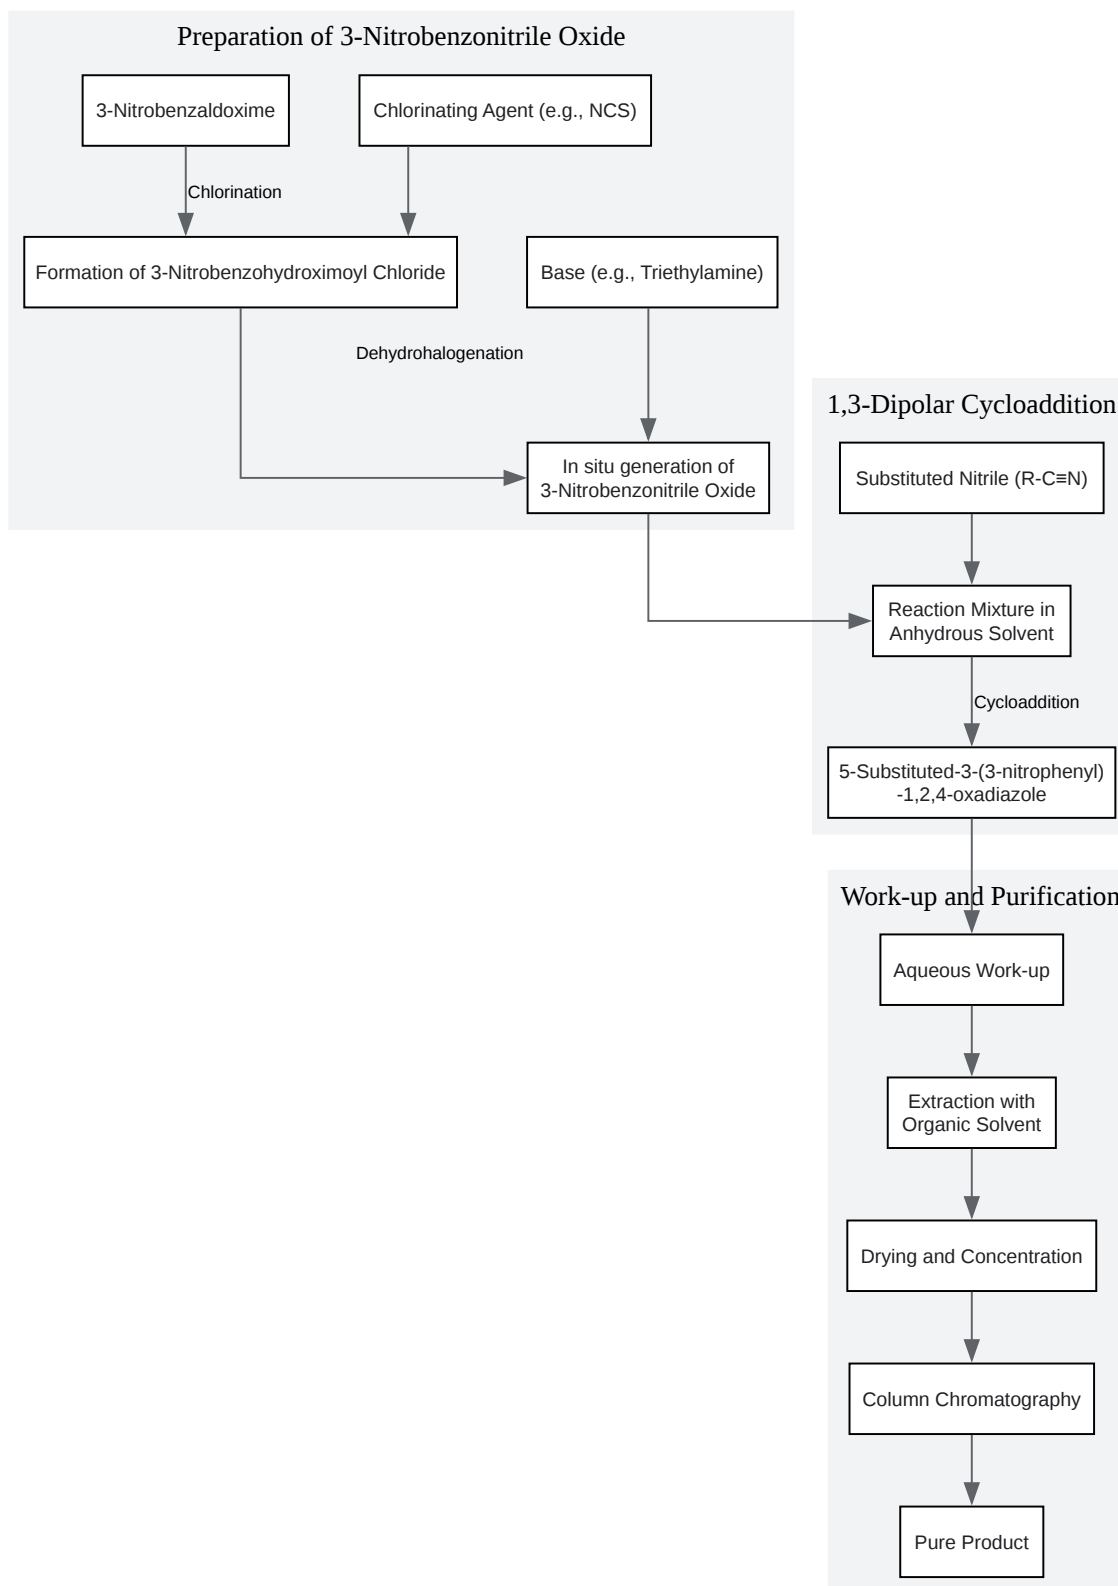 Preparation of 3-Nitrobenzonitrile Oxide
3-Nitrobenzaldoxime
Chlorinating Agent (e.g., NCS)
Chlorination
Formation of 3-Nitrobenzohydroximoyl Chloride
Base (e.g., Triethylamine)
Dehydrohalogenation
In situ generation of
3-Nitrobenzonitrile Oxide
1,3-Dipolar Cycloaddition
Substituted Nitrile (R-C≡N)
Reaction Mixture in
Anhydrous Solvent
Cycloaddition
5-Substituted-3-(3-nitrophenyl)
-1,2,4-oxadiazole
Work-up and Purification
Aqueous Work-up
Extraction with
Organic Solvent
Drying and Concentration
Column Chromatography
Pure Product